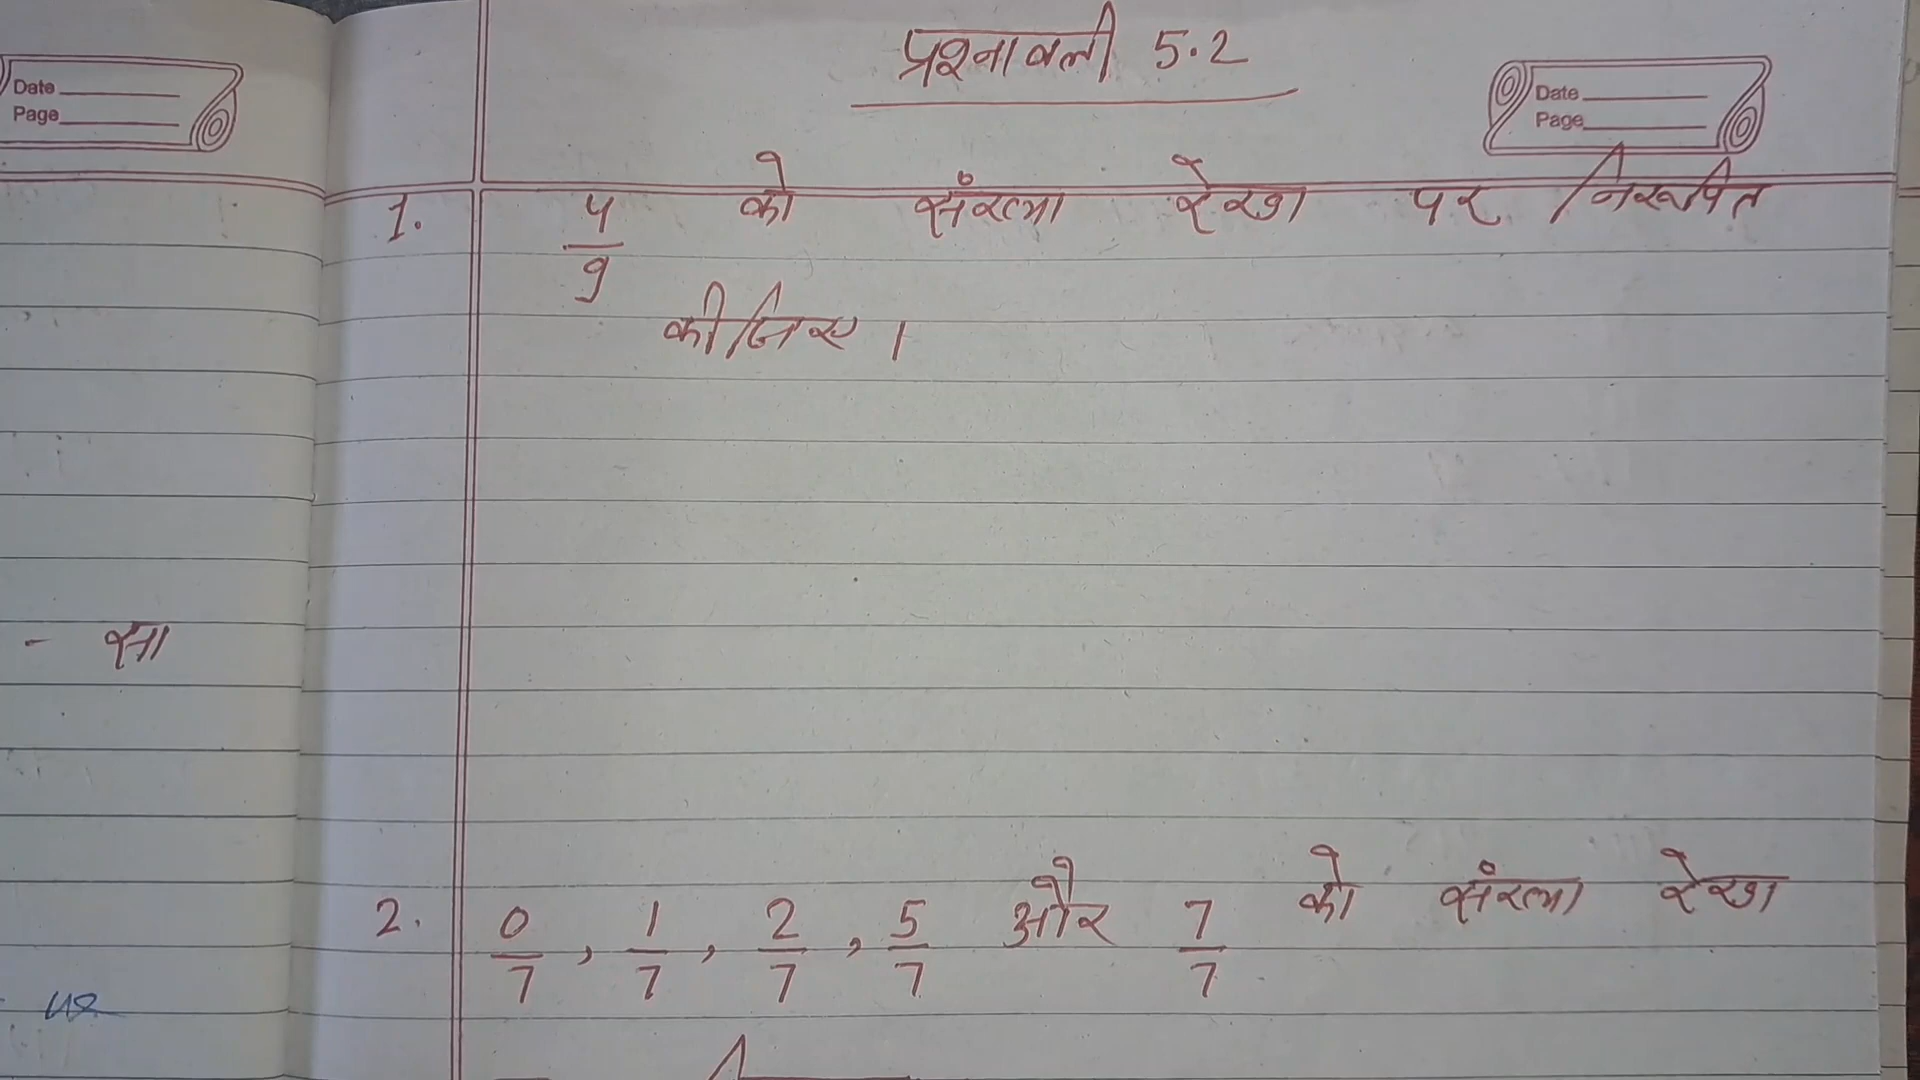 Date
Page
प्रश्नावली 5.2
Date
Page
1. 4/9 को संख्या रेखा पर निरूपित
कीजिए ।
2. 0/7 , 1/7 , 2/7 , 5/7 और 7/7 को संख्या रेखा